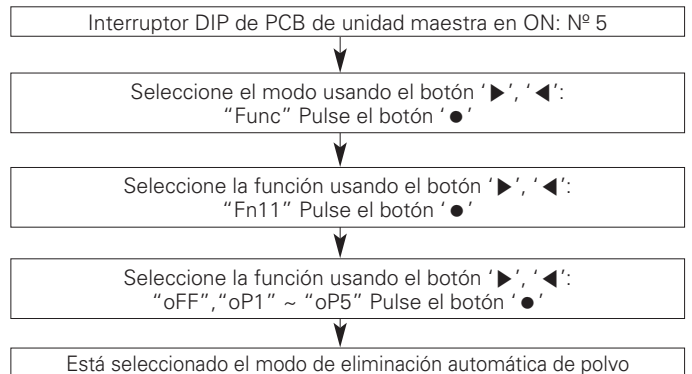 Interruptor DIP de PCB de unidad maestra en ON: Nº 5
Seleccione el modo usando el botón ‘▶’, ‘◀’:
“Func” Pulse el botón ‘●’
Seleccione la función usando el botón ‘▶’, ‘◀’:
“Fn11” Pulse el botón ‘●’
Seleccione la función usando el botón ‘▶’, ‘◀’:
“oFF”,“oP1” ~ “oP5” Pulse el botón ‘●’
Está seleccionado el modo de eliminación automática de polvo